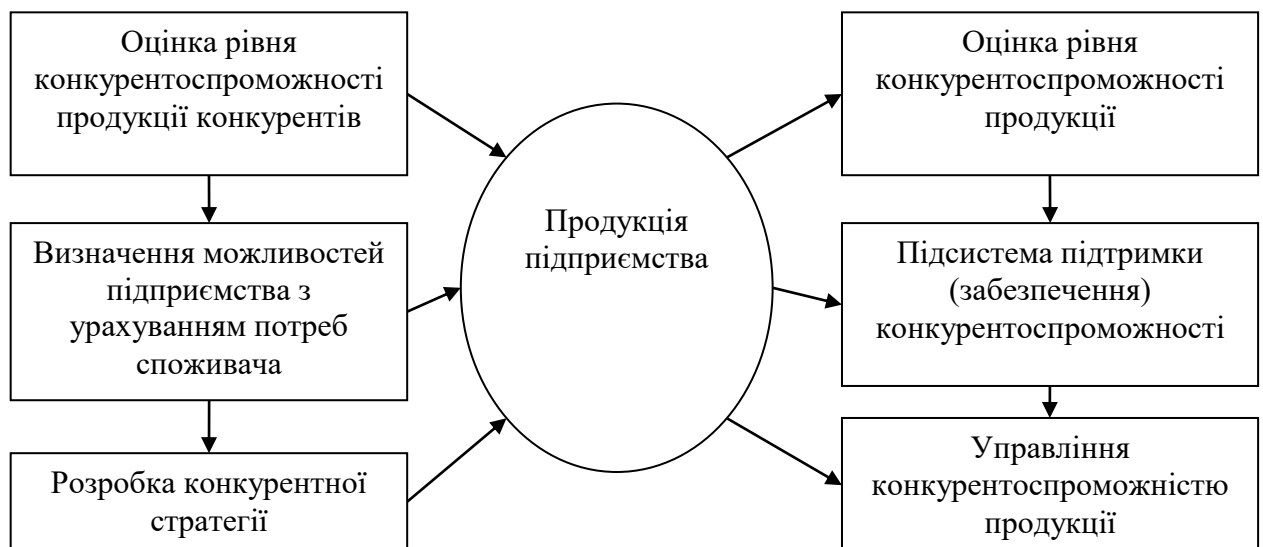 Оцінка рівня
конкурентоспроможності
продукції конкурентів
Визначення можливостей
підприємства з
урахуванням потреб
споживача
Розробка конкурентної
стратегії
Продукція
підприємства
Оцінка рівня
конкурентоспроможності
продукції
Підсистема підтримки
(забезпечення)
конкурентоспроможності
Управління
конкурентоспроможністю
продукції